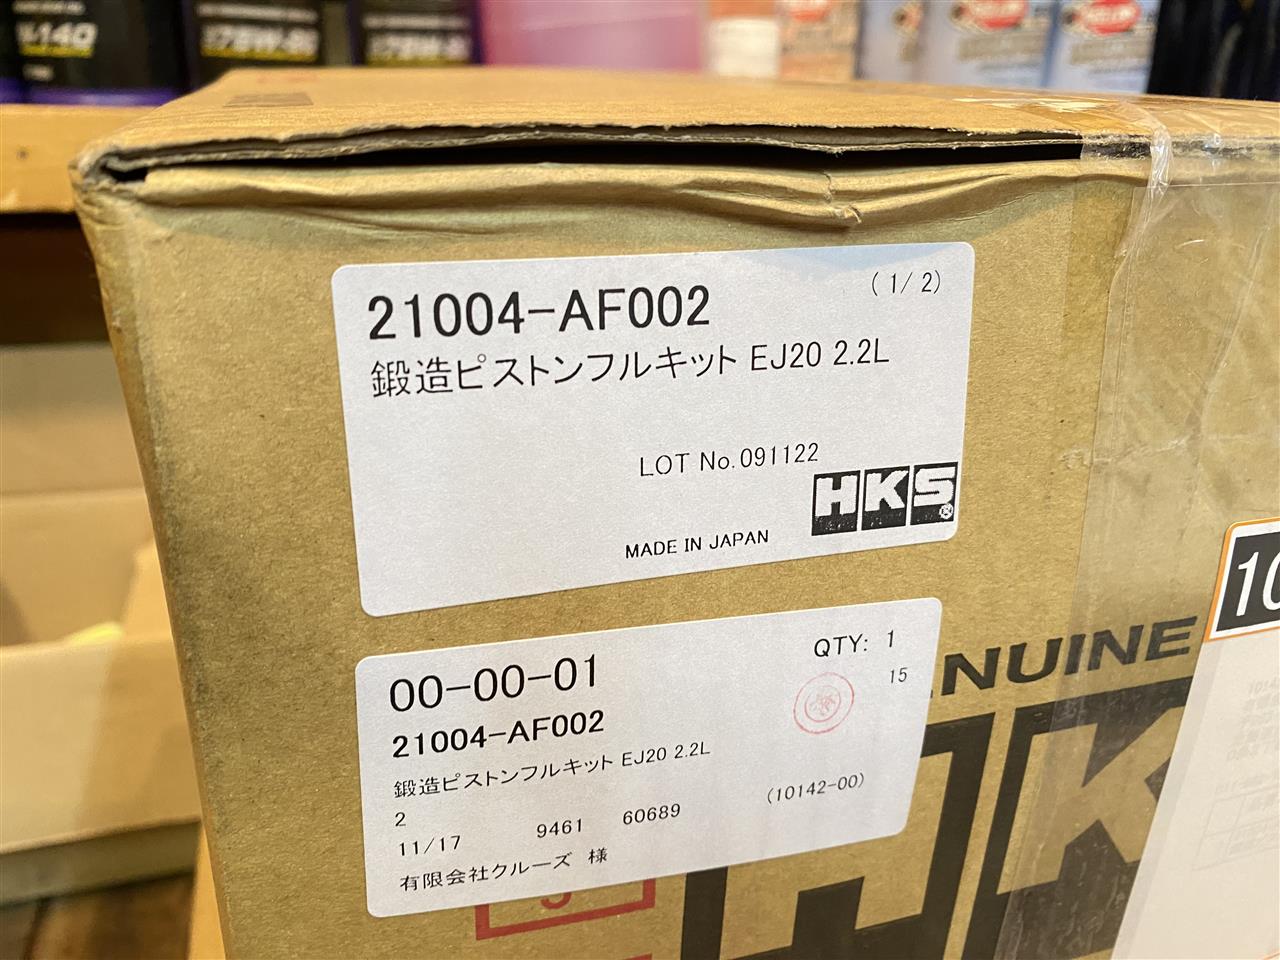 21004-AF002
(1/2)
鍛造ピストンフルキット EJ20 2.2L
LOT No.091122
HKS
MADE IN JAPAN
00-00-01
QTY: 1
15
21004-AF002
鍛造ピストンフルキット EJ20 2.2L
2
(10142-00)
11/17 9461 60689
有限会社クルーズ 様
NUINE
HK
10